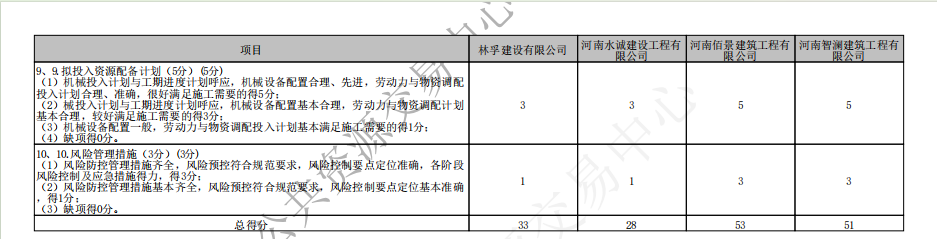 项目 林孚建设有限公司 河南水诚建设工程有限公司 河南佰景建筑工程有限公司 河南智澜建筑工程有限公司
9、9.拟投入资源配备计划（5分）(5分)
（1）机械投入计划与工期进度计划呼应，机械设备配置合理、先进，劳动力与物资调配
投入计划合理、准确，很好满足施工需要的得5分；
（2）械投入计划与工期进度计划呼应，机械设备配置基本合理，劳动力与物资调配计划
基本合理，较好满足施工需要的得3分；
（3）机械设备配置一般，劳动力与物资调配投入计划基本满足施工需要的得1分；
（4）缺项得0分。
3 3 5 5
10、10.风险管理措施（3分）(3分)
（1）风险防控管理措施齐全，风险预控符合规范要求，风险控制要点定位准确，各阶段
风险控制及应急措施得力，得3分；
（2）风险防控管理措施基本齐全，风险预控符合规范要求，风险控制要点定位基本准确
，得1分；
（3）缺项得0分。
1 1 3 3
总得分 33 28 53 51
公共资源交易中心
交易中心